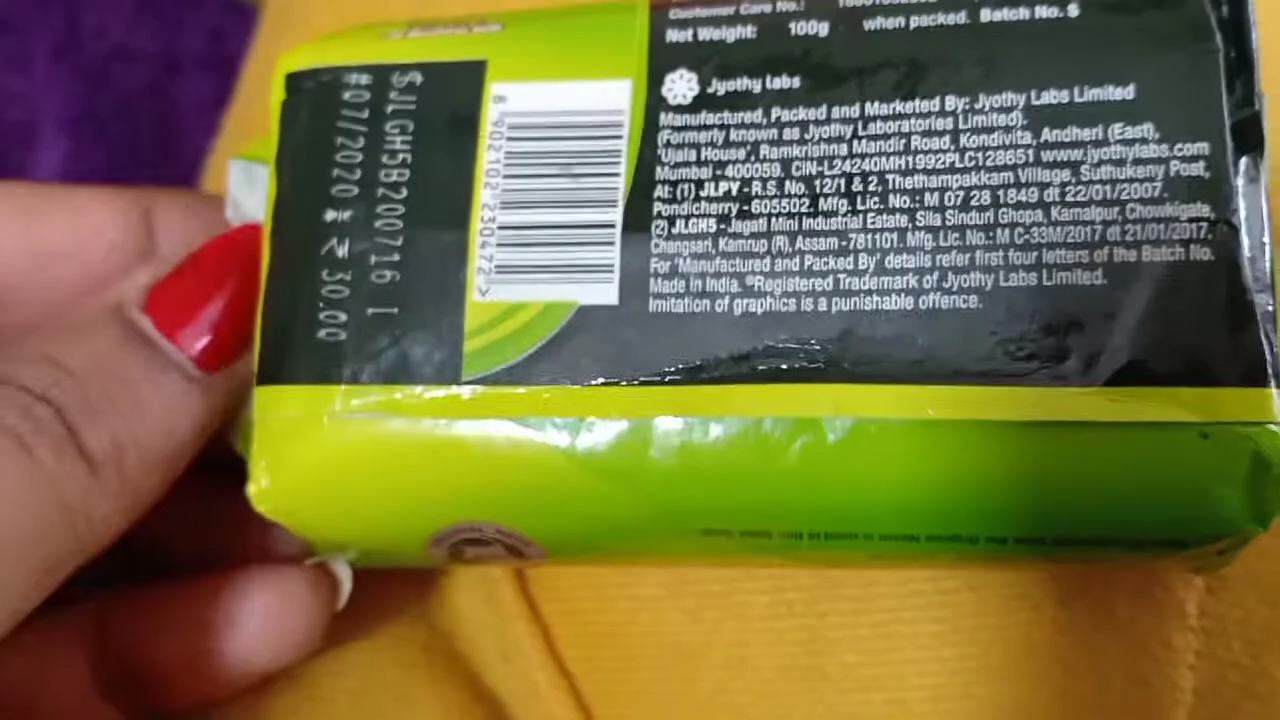 Customer Care No.:
Net Weight: 100g when packed. Batch No. $
Jyothy labs
Manufactured, Packed and Marketed By: Jyothy Labs Limited
(Formerly known as Jyothy Laboratories Limited).
'Ujala House', Ramkrishna Mandir Road, Kondivita, Andheri (East),
Mumbai - 400059. CIN-L24240MH1992PLC128651 www.jyothylabs.com
At: (1) JLPY - R.S. No. 12/1 & 2, Thethampakkam Village, Suthukeny Post,
Pondicherry - 605502. Mfg. Lic. No.: M 07 28 1849 dt 22/01/2007.
(2) JLGH5 - Jagati Mini Industrial Estate, Sila Sinduri Ghopa, Kamalpur, Chowkigate,
Changsari, Kamrup (R), Assam - 781101. Mfg. Lic. No.: M C-33M/2017 dt 21/01/2017.
For 'Manufactured and Packed By' details refer first four letters of the Batch No.
Made in India. ®Registered Trademark of Jyothy Labs Limited.
Imitation of graphics is a punishable offence.
8 902102 230472 >
$JLGH5B200716 I
#07/2020 ₹ 30.00